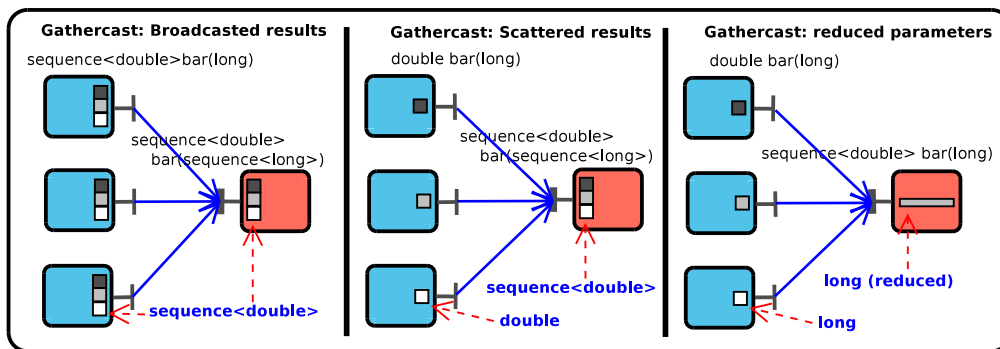 Gathercast: Broadcasted results
sequence<double>bar(long)
sequence<double>
bar(sequence<long>)
sequence<double>
Gathercast: Scattered results
double bar(long)
sequence<double>
bar(sequence<long>)
sequence<double>
double
Gathercast: reduced parameters
double bar(long)
sequence<double> bar(long)
long (reduced)
long